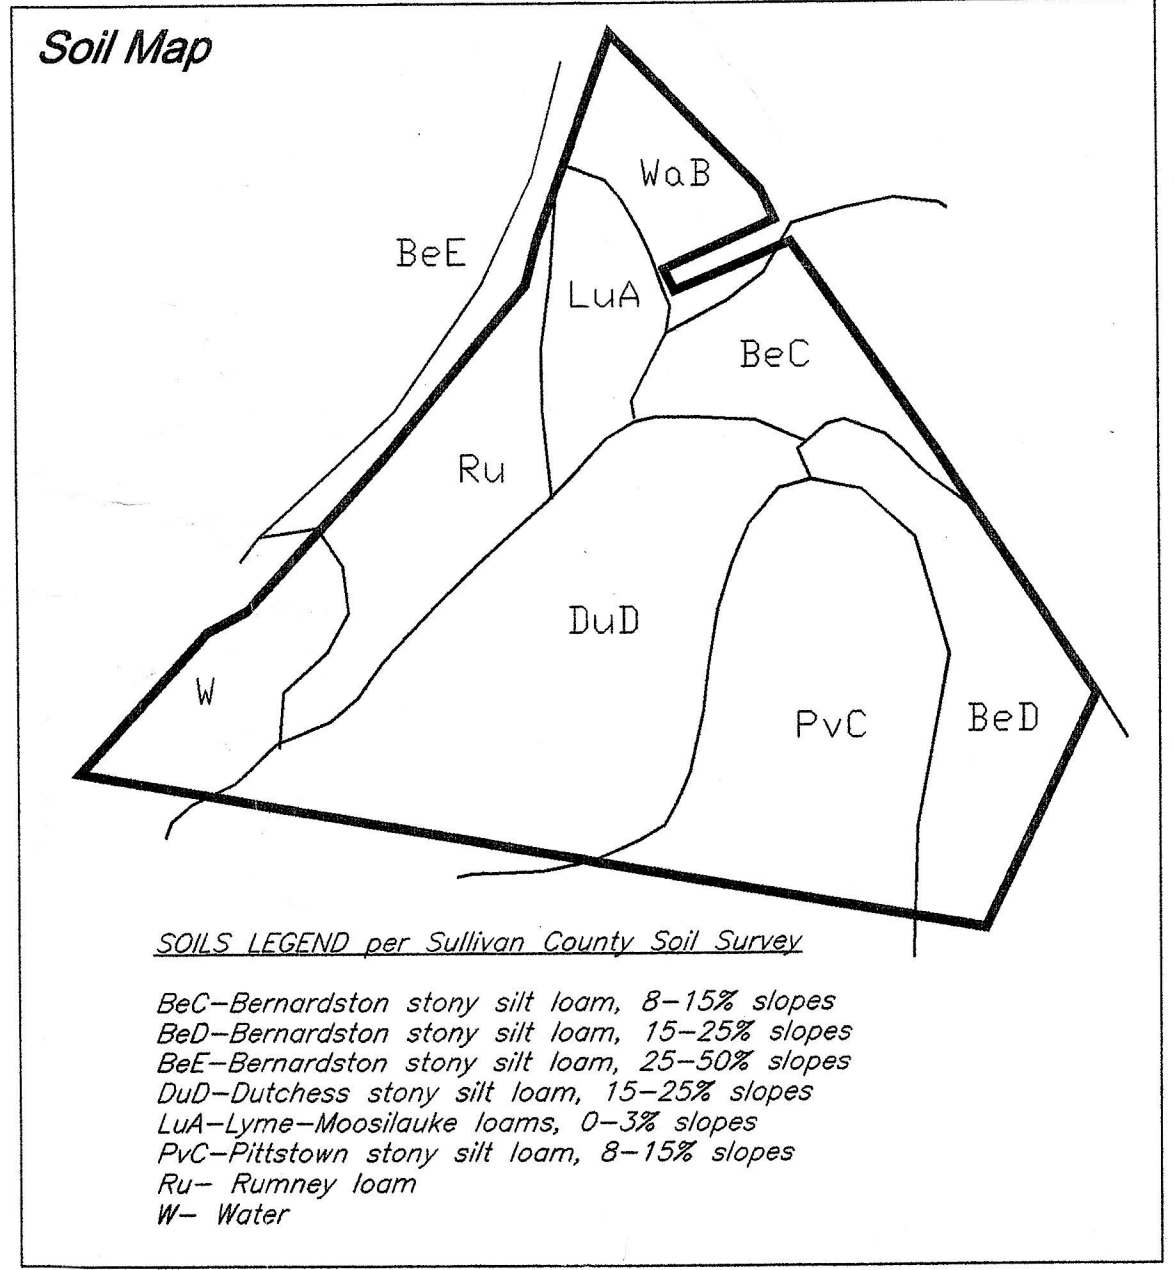 Soil Map
WaB
BeE
LuA
BeC
Ru
DuD
W
PvC
BeD
SOILS LEGEND per Sullivan County Soil Survey
BeC-Bernardston stony silt loam, 8-15% slopes
BeD-Bernardston stony silt loam, 15-25% slopes
BeE-Bernardston stony silt loam, 25-50% slopes
DuD-Dutchess stony silt loam, 15-25% slopes
LuA-Lyme-Moosilauke loams, 0-3% slopes
PvC-Pittstown stony silt loam, 8-15% slopes
Ru- Rumney loam
W- Water